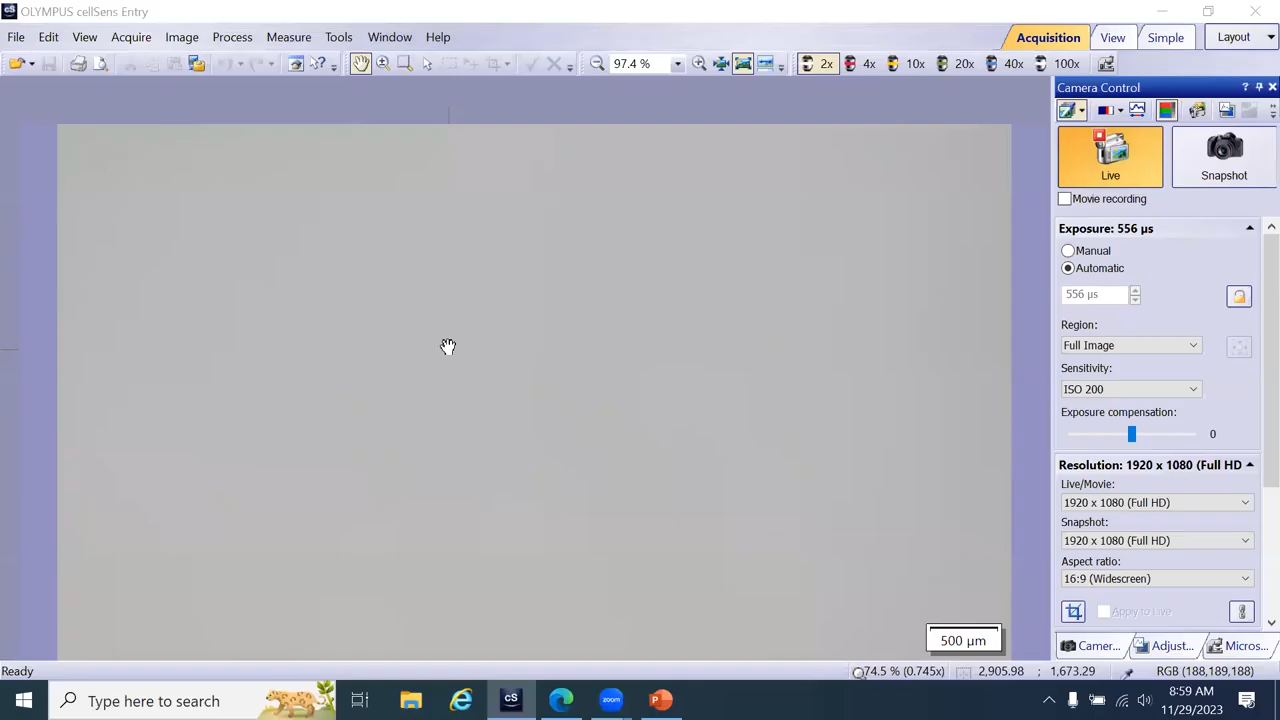 OLYMPUS cellSens Entry
File Edit View Acquire Image Process Measure Tools Window Help
Acquisition View Simple Layout
97.4 % 2x 4x 10x 20x 40x 100x
Camera Control
Live Snapshot
Movie recording
Exposure: 556 µs
Manual
Automatic
556 µs
Region:
Full Image
Sensitivity:
ISO 200
Exposure compensation:
0
Resolution: 1920 x 1080 (Full HD
Live/Movie:
1920 x 1080 (Full HD)
Snapshot:
1920 x 1080 (Full HD)
Aspect ratio:
16:9 (Widescreen)
Apply to Live
500 µm
Camer... Adjust... Micros...
Ready 74.5 % (0.745x) 2,905.98 : 1,673.29 RGB (188,189,188)
Type here to search
cS
zoom
8:59 AM
11/29/2023